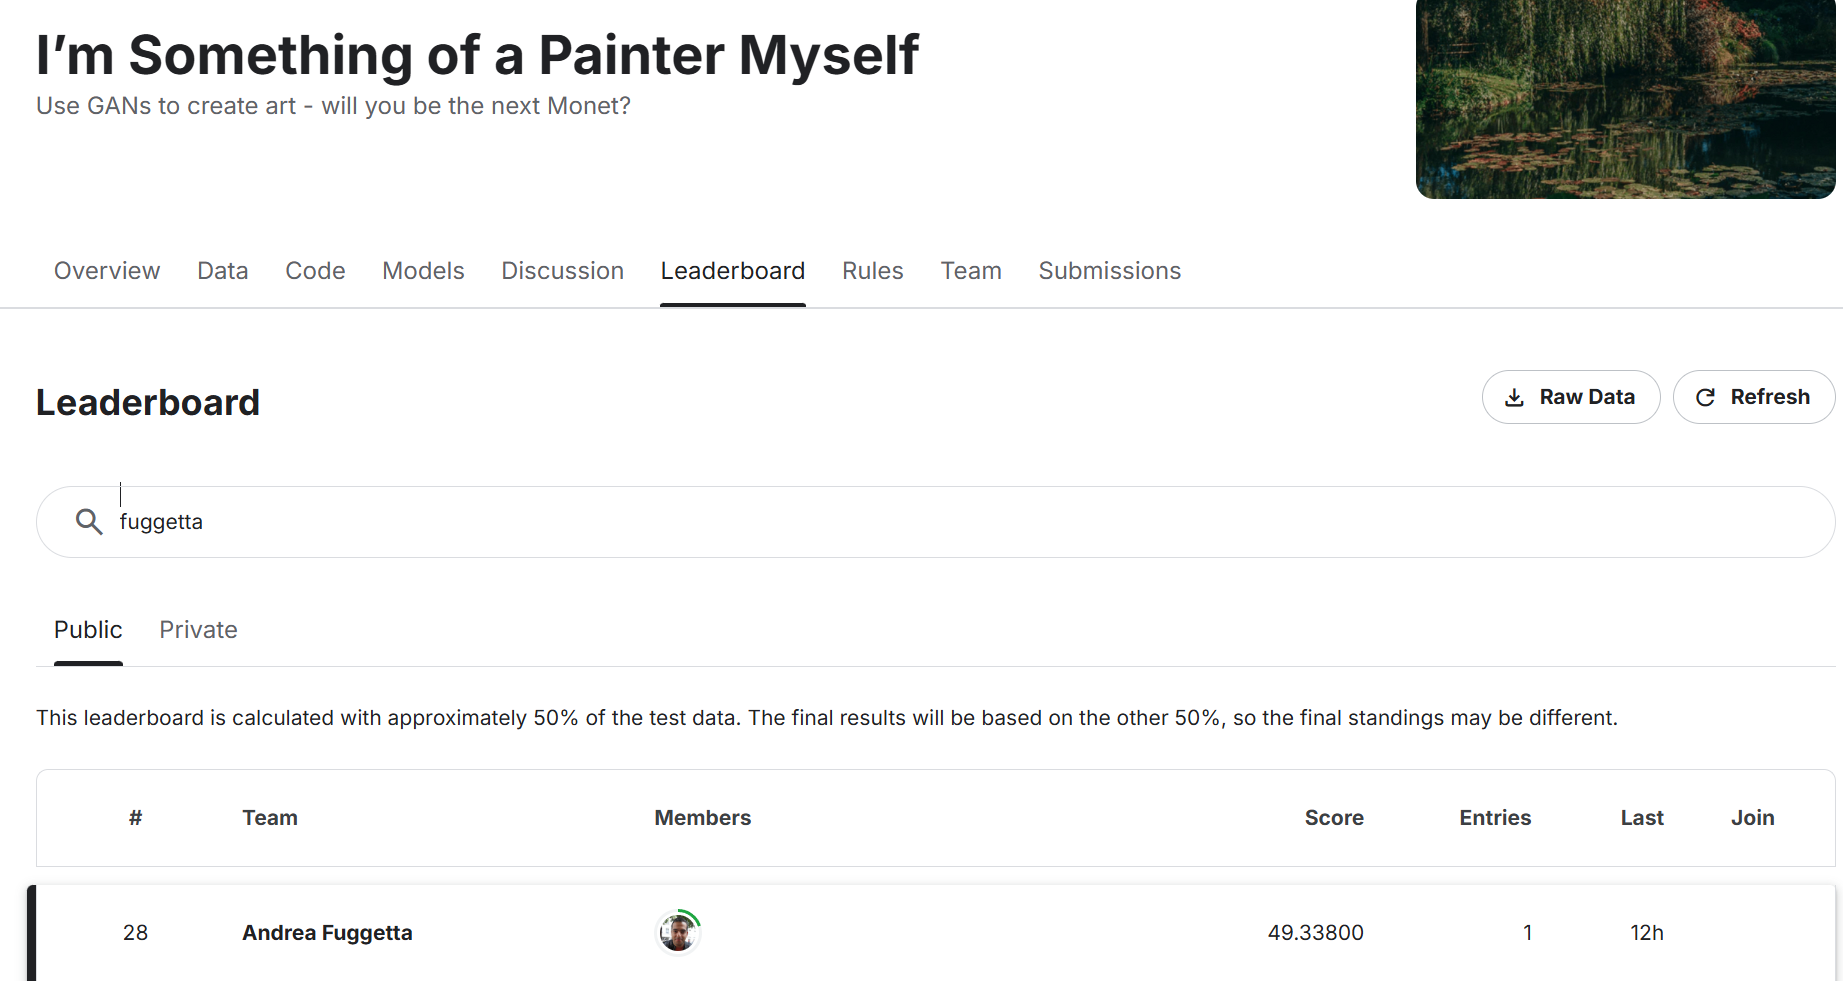 I’m Something of a Painter Myself
Use GANs to create art - will you be the next Monet?
Overview Data Code Models Discussion Leaderboard Rules Team Submissions
Leaderboard
Raw Data Refresh
fuggetta
Public Private
This leaderboard is calculated with approximately 50% of the test data. The final results will be based on the other 50%, so the final standings may be different.
# Team Members Score Entries Last Join
28 Andrea Fuggetta 49.33800 1 12h